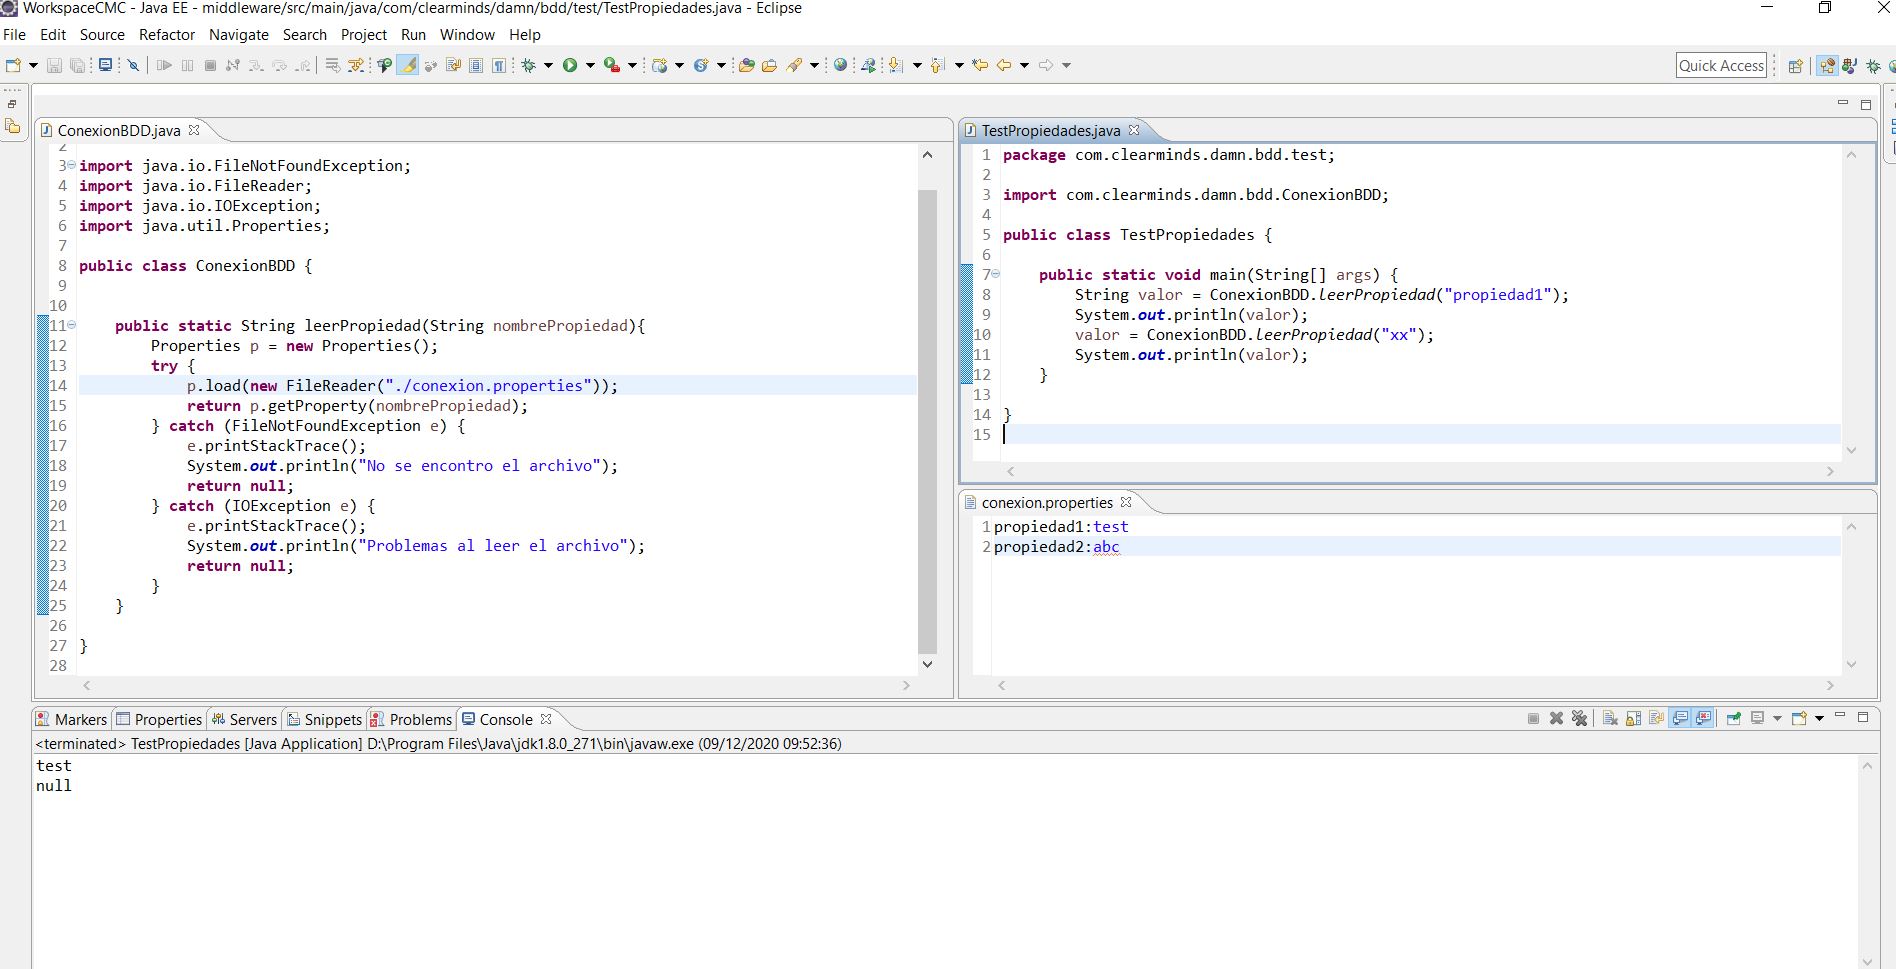 WorkspaceCMC - Java EE - middleware/src/main/java/com/clearminds/damn/bdd/test/TestPropiedades.java - Eclipse
File Edit Source Refactor Navigate Search Project Run Window Help
Quick Access
ConexionBDD.java
2
3 import java.io.FileNotFoundException;
4 import java.io.FileReader;
5 import java.io.IOException;
6 import java.util.Properties;
7
8 public class ConexionBDD {
9
10
11 public static String leerPropiedad(String nombrePropiedad){
12 Properties p = new Properties();
13 try {
14 p.load(new FileReader("./conexion.properties"));
15 return p.getProperty(nombrePropiedad);
16 } catch (FileNotFoundException e) {
17 e.printStackTrace();
18 System.out.println("No se encontro el archivo");
19 return null;
20 } catch (IOException e) {
21 e.printStackTrace();
22 System.out.println("Problemas al leer el archivo");
23 return null;
24 }
25 }
26
27 }
28
TestPropiedades.java
1 package com.clearminds.damn.bdd.test;
2
3 import com.clearminds.damn.bdd.ConexionBDD;
4
5 public class TestPropiedades {
6
7 public static void main(String[] args) {
8 String valor = ConexionBDD.leerPropiedad("propiedad1");
9 System.out.println(valor);
10 valor = ConexionBDD.leerPropiedad("xx");
11 System.out.println(valor);
12 }
13
14 }
15
conexion.properties
1 propiedad1:test
2 propiedad2:abc
Markers Properties Servers Snippets Problems Console
<terminated> TestPropiedades [Java Application] D:\Program Files\Java\jdk1.8.0_271\bin\javaw.exe (09/12/2020 09:52:36)
test
null